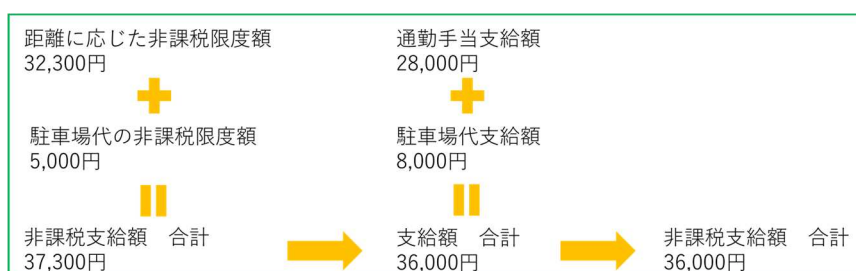 距離に応じた非課税限度額
32,300円
駐車場代の非課税限度額
5,000円
非課税支給額　合計
37,300円
通勤手当支給額
28,000円
駐車場代支給額
8,000円
支給額　合計
36,000円
非課税支給額　合計
36,000円